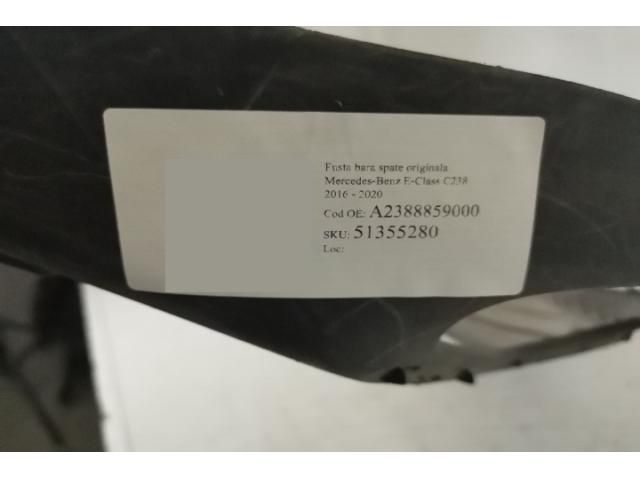 Fusta bara spate originala
Mercedes-Benz E-Class C238
2016 - 2020
Cod OE: A2388859000
SKU: 51355280
Loc: